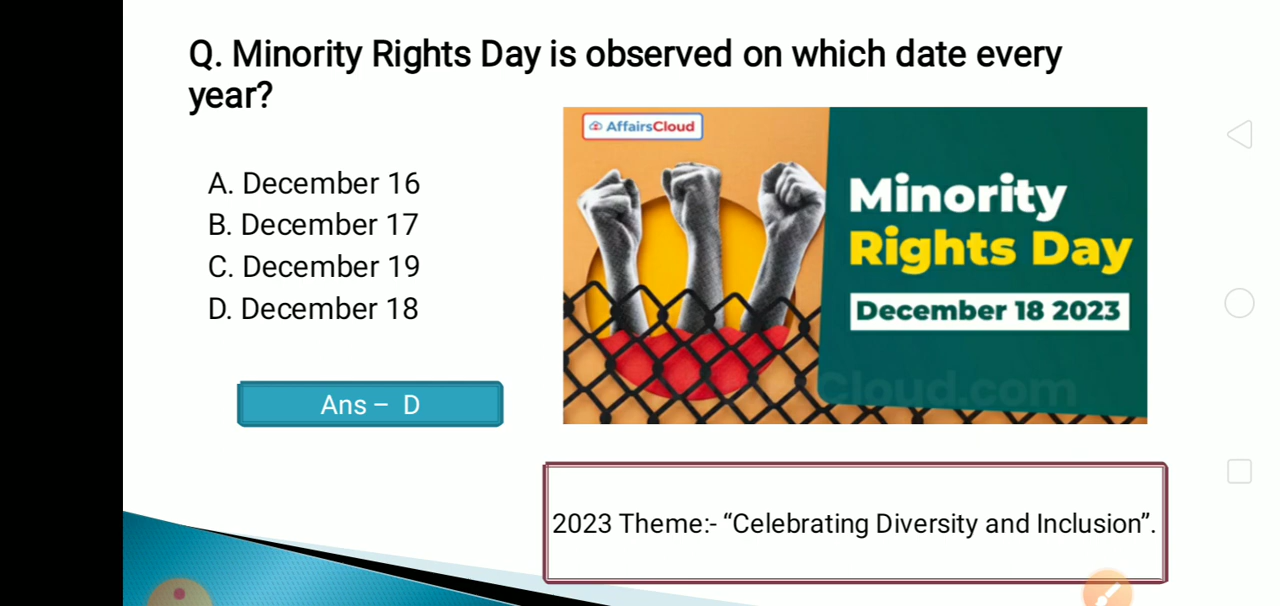 Q. Minority Rights Day is observed on which date every
year?
AffairsCloud
A. December 16
B. December 17
C. December 19
D. December 18
Minority
Rights Day
December 18 2023
Cloud.com
Ans – D
2023 Theme:- “Celebrating Diversity and Inclusion”.